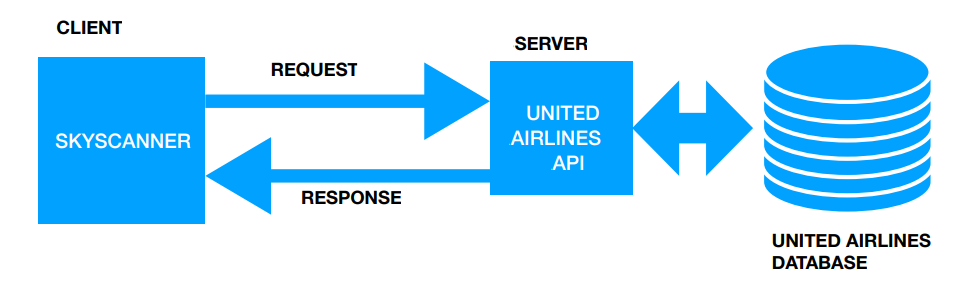 CLIENT
SERVER
REQUEST
SKYSCANNER
UNITED
AIRLINES
API
RESPONSE
UNITED AIRLINES
DATABASE